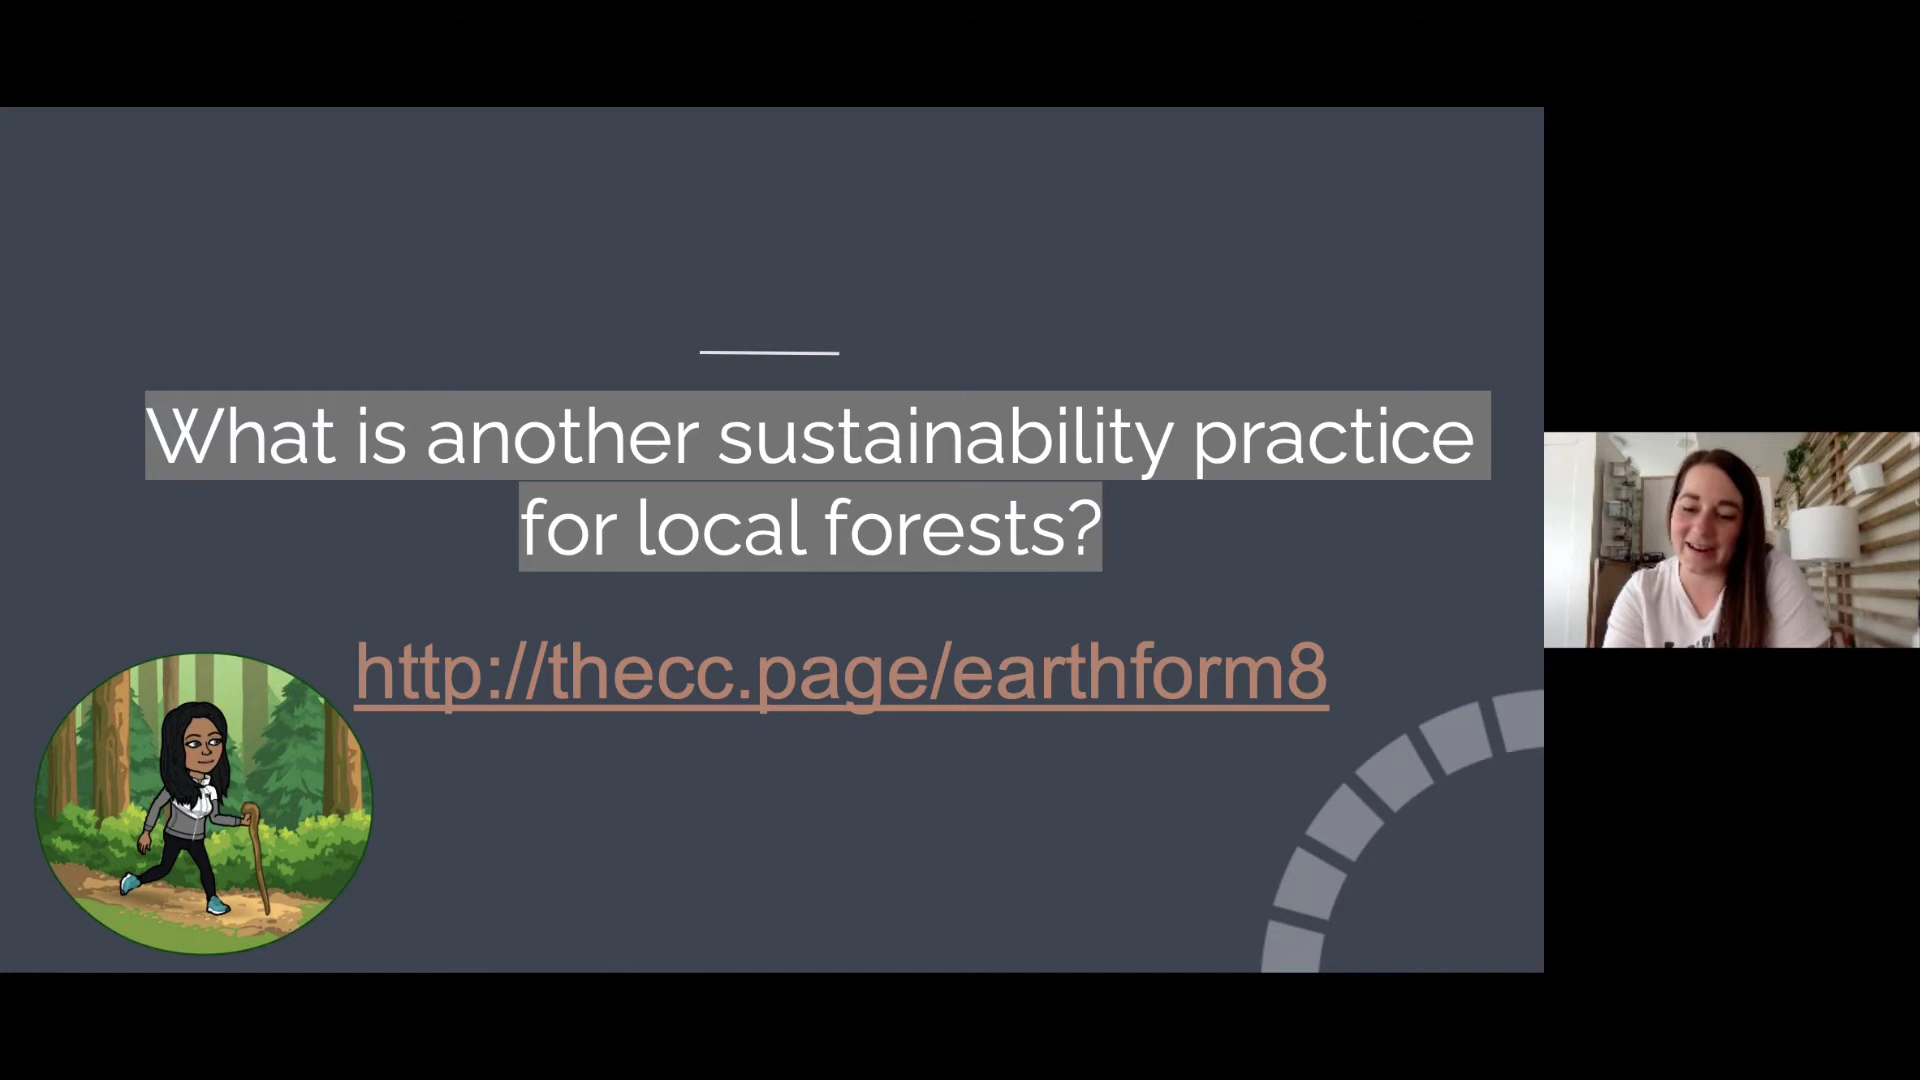 What is another sustainability practice
for local forests?
http://thecc.page/earthform8